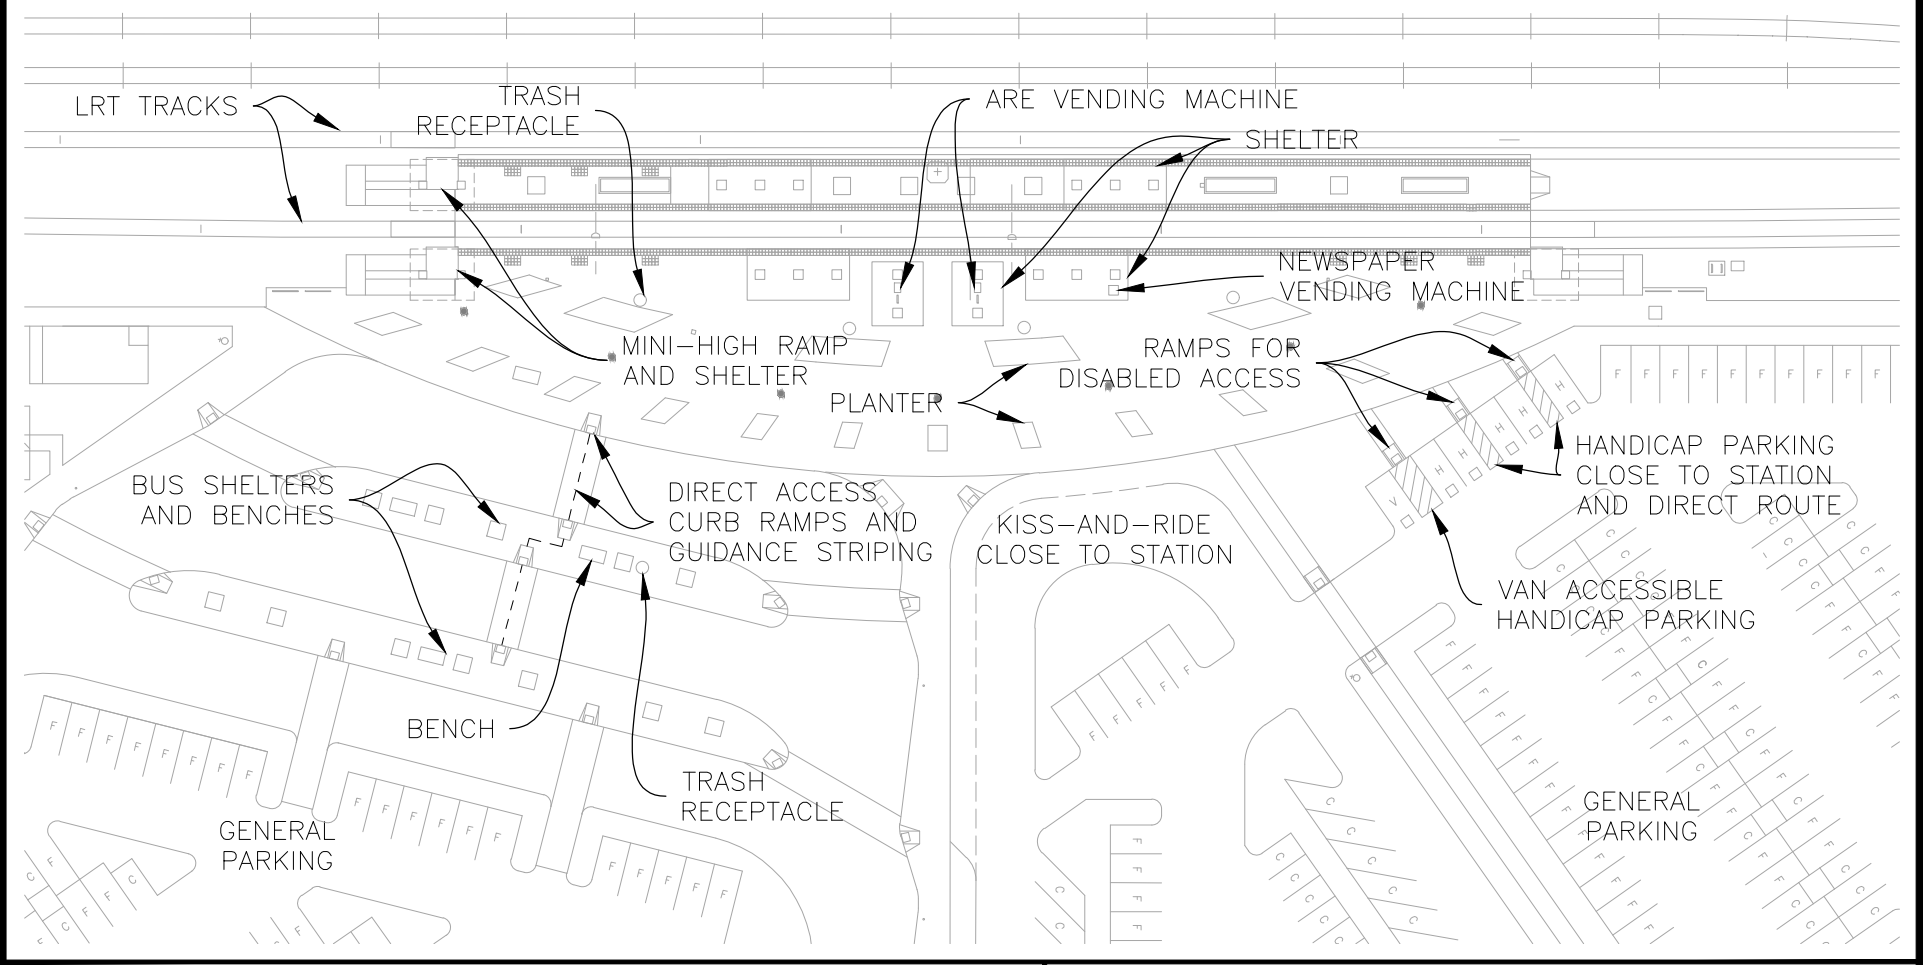 LRT TRACKS
TRASH
RECEPTACLE
ARE VENDING MACHINE
SHELTER
NEWSPAPER
VENDING MACHINE
MINI-HIGH RAMP
AND SHELTER
RAMPS FOR
DISABLED ACCESS
PLANTER
HANDICAP PARKING
CLOSE TO STATION
AND DIRECT ROUTE
BUS SHELTERS
AND BENCHES
DIRECT ACCESS
CURB RAMPS AND
GUIDANCE STRIPING
KISS-AND-RIDE
CLOSE TO STATION
VAN ACCESSIBLE
HANDICAP PARKING
BENCH
TRASH
RECEPTACLE
GENERAL
PARKING
GENERAL
PARKING
F F F F F F F F F F
H
H H
H H
V
F F F F F F F F
F F F F F F
F F F F F
F F F F F